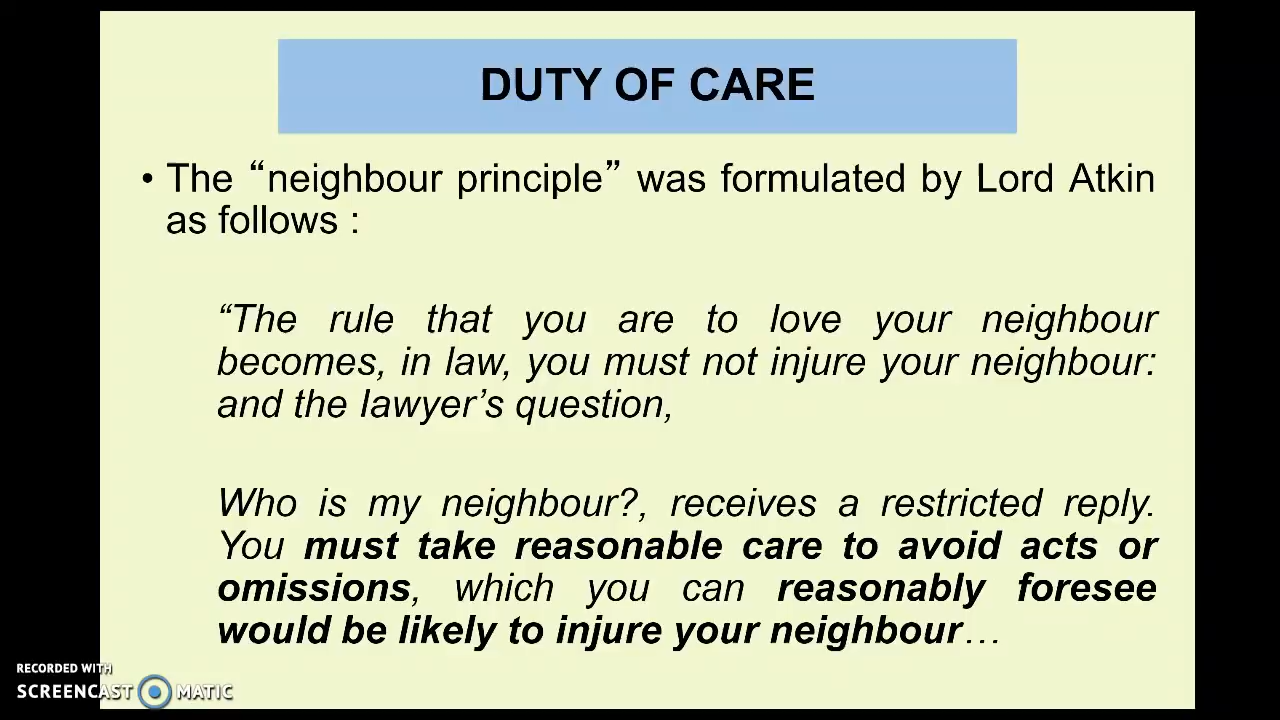 DUTY OF CARE
• The “neighbour principle” was formulated by Lord Atkin
as follows :
“The rule that you are to love your neighbour
becomes, in law, you must not injure your neighbour:
and the lawyer’s question,
Who is my neighbour?, receives a restricted reply.
You must take reasonable care to avoid acts or
omissions, which you can reasonably foresee
would be likely to injure your neighbour…
RECORDED WITH
SCREENCAST MATIC